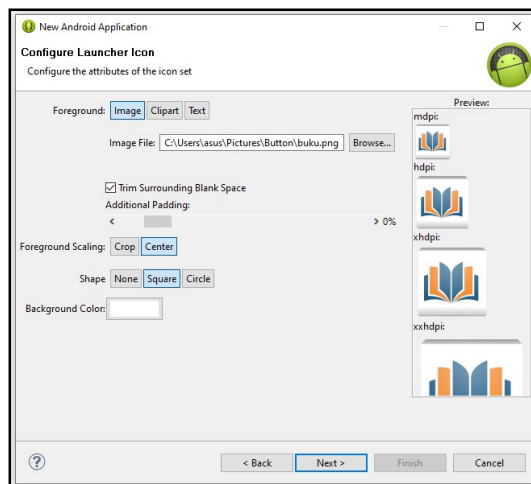 New Android Application
Configure Launcher Icon
Configure the attributes of the icon set
Foreground: Image Clipart Text
Image File: C:\Users\asus\Pictures\Button\buku.png Browse...
Trim Surrounding Blank Space
Additional Padding:
0%
Foreground Scaling: Crop Center
Shape None Square Circle
Background Color:
Preview:
mdpi:
hdpi:
xhdpi:
xxhdpi:
< Back Next > Finish Cancel